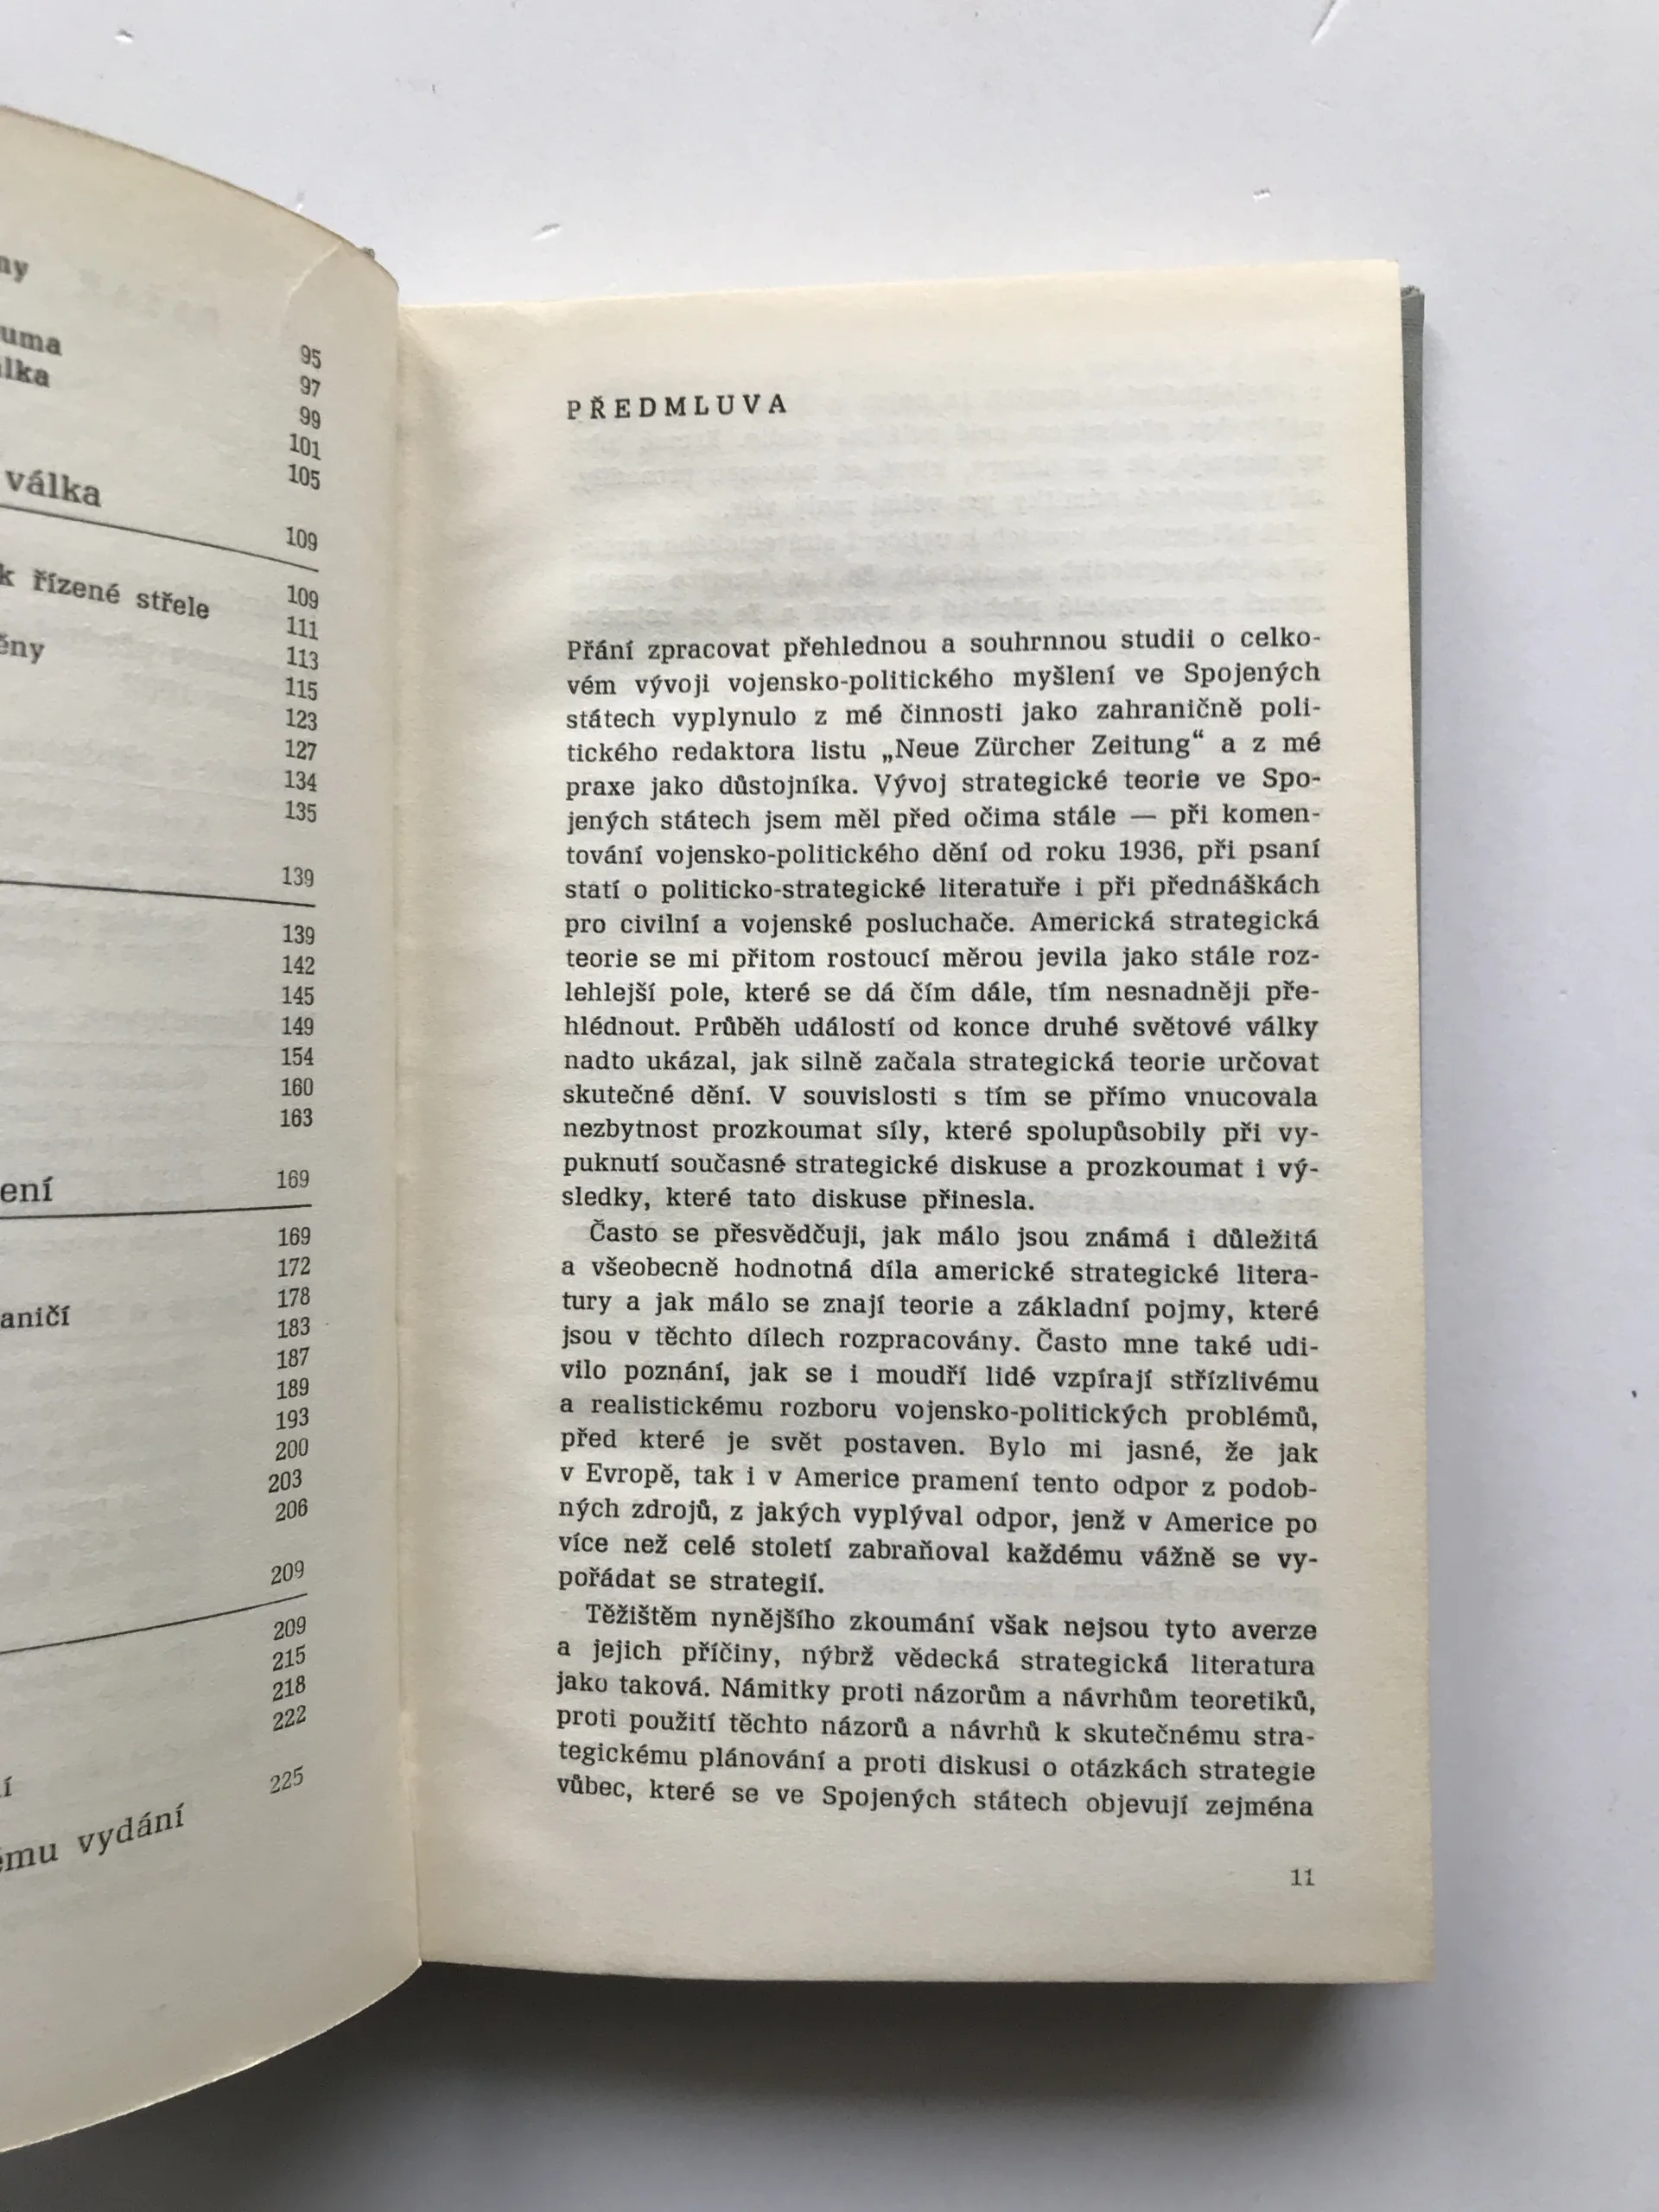 ny
uma 95
lka 97
99
101
105
válka
109
k řízené střele 109
111
ěny 113
115
123
127
134
135
139
139
142
145
149
154
160
163
ení 169
169
172
178
aničí 183
187
189
193
200
203
206
209
209
215
218
222
í
225
ému vydání
PŘEDMLUVA
Přání zpracovat přehlednou a souhrnnou studii o celko-
vém vývoji vojensko-politického myšlení ve Spojených
státech vyplynulo z mé činnosti jako zahraničně poli-
tického redaktora listu „Neue Zürcher Zeitung“ a z mé
praxe jako důstojníka. Vývoj strategické teorie ve Spo-
jených státech jsem měl před očima stále — při komen-
tování vojensko-politického dění od roku 1936, při psaní
statí o politicko-strategické literatuře i při přednáškách
pro civilní a vojenské posluchače. Americká strategická
teorie se mi přitom rostoucí měrou jevila jako stále roz-
lehlejší pole, které se dá čím dále, tím nesnadněji pře-
hlédnout. Průběh událostí od konce druhé světové války
nadto ukázal, jak silně začala strategická teorie určovat
skutečné dění. V souvislosti s tím se přímo vnucovala
nezbytnost prozkoumat síly, které spolupůsobily při vy-
puknutí současné strategické diskuse a prozkoumat i vý-
sledky, které tato diskuse přinesla.
Často se přesvědčuji, jak málo jsou známá i důležitá
a všeobecně hodnotná díla americké strategické litera-
tury a jak málo se znají teorie a základní pojmy, které
jsou v těchto dílech rozpracovány. Často mne také udi-
vilo poznání, jak se i moudří lidé vzpírají střízlivému
a realistickému rozboru vojensko-politických problémů,
před které je svět postaven. Bylo mi jasné, že jak
v Evropě, tak i v Americe pramení tento odpor z podob-
ných zdrojů, z jakých vyplýval odpor, jenž v Americe po
více než celé století zabraňoval každému vážně se vy-
pořádat se strategií.
Těžištěm nynějšího zkoumání však nejsou tyto averze
a jejich příčiny, nýbrž vědecká strategická literatura
jako taková. Námitky proti názorům a návrhům teoretiků,
proti použití těchto názorů a návrhů k skutečnému stra-
tegickému plánování a proti diskusi o otázkách strategie
vůbec, které se ve Spojených státech objevují zejména
11